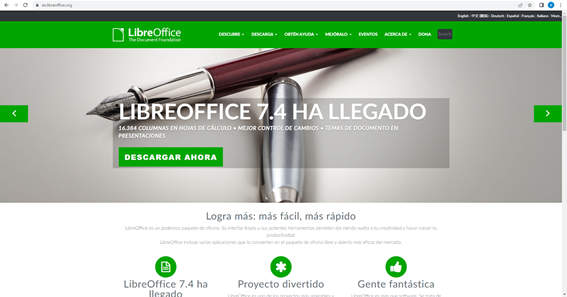 es.libreoffice.org
English · 中文 (简体) · Deutsch · Español · Français · Italiano · More...
LibreOffice
The Document Foundation
DESCUBRE DESCARGA OBTÉN AYUDA MEJÓRALO EVENTOS ACERCA DE DONA
LIBREOFFICE 7.4 HA LLEGADO
16.384 COLUMNAS EN HOJAS DE CÁLCULO • MEJOR CONTROL DE CAMBIOS • TEMAS DE DOCUMENTO EN
PRESENTACIONES
DESCARGAR AHORA
Logra más: más fácil, más rápido
LibreOffice es un poderoso paquete de oficina. Su interfaz limpia y sus potentes herramientas permiten dar rienda suelta a tu creatividad y hacer crecer tu
productividad.
LibreOffice incluye varias aplicaciones que lo convierten en el paquete de oficina libre y abierto más eficaz del mercado.
LibreOffice 7.4 ha
llegado
Proyecto divertido
Gente fantástica